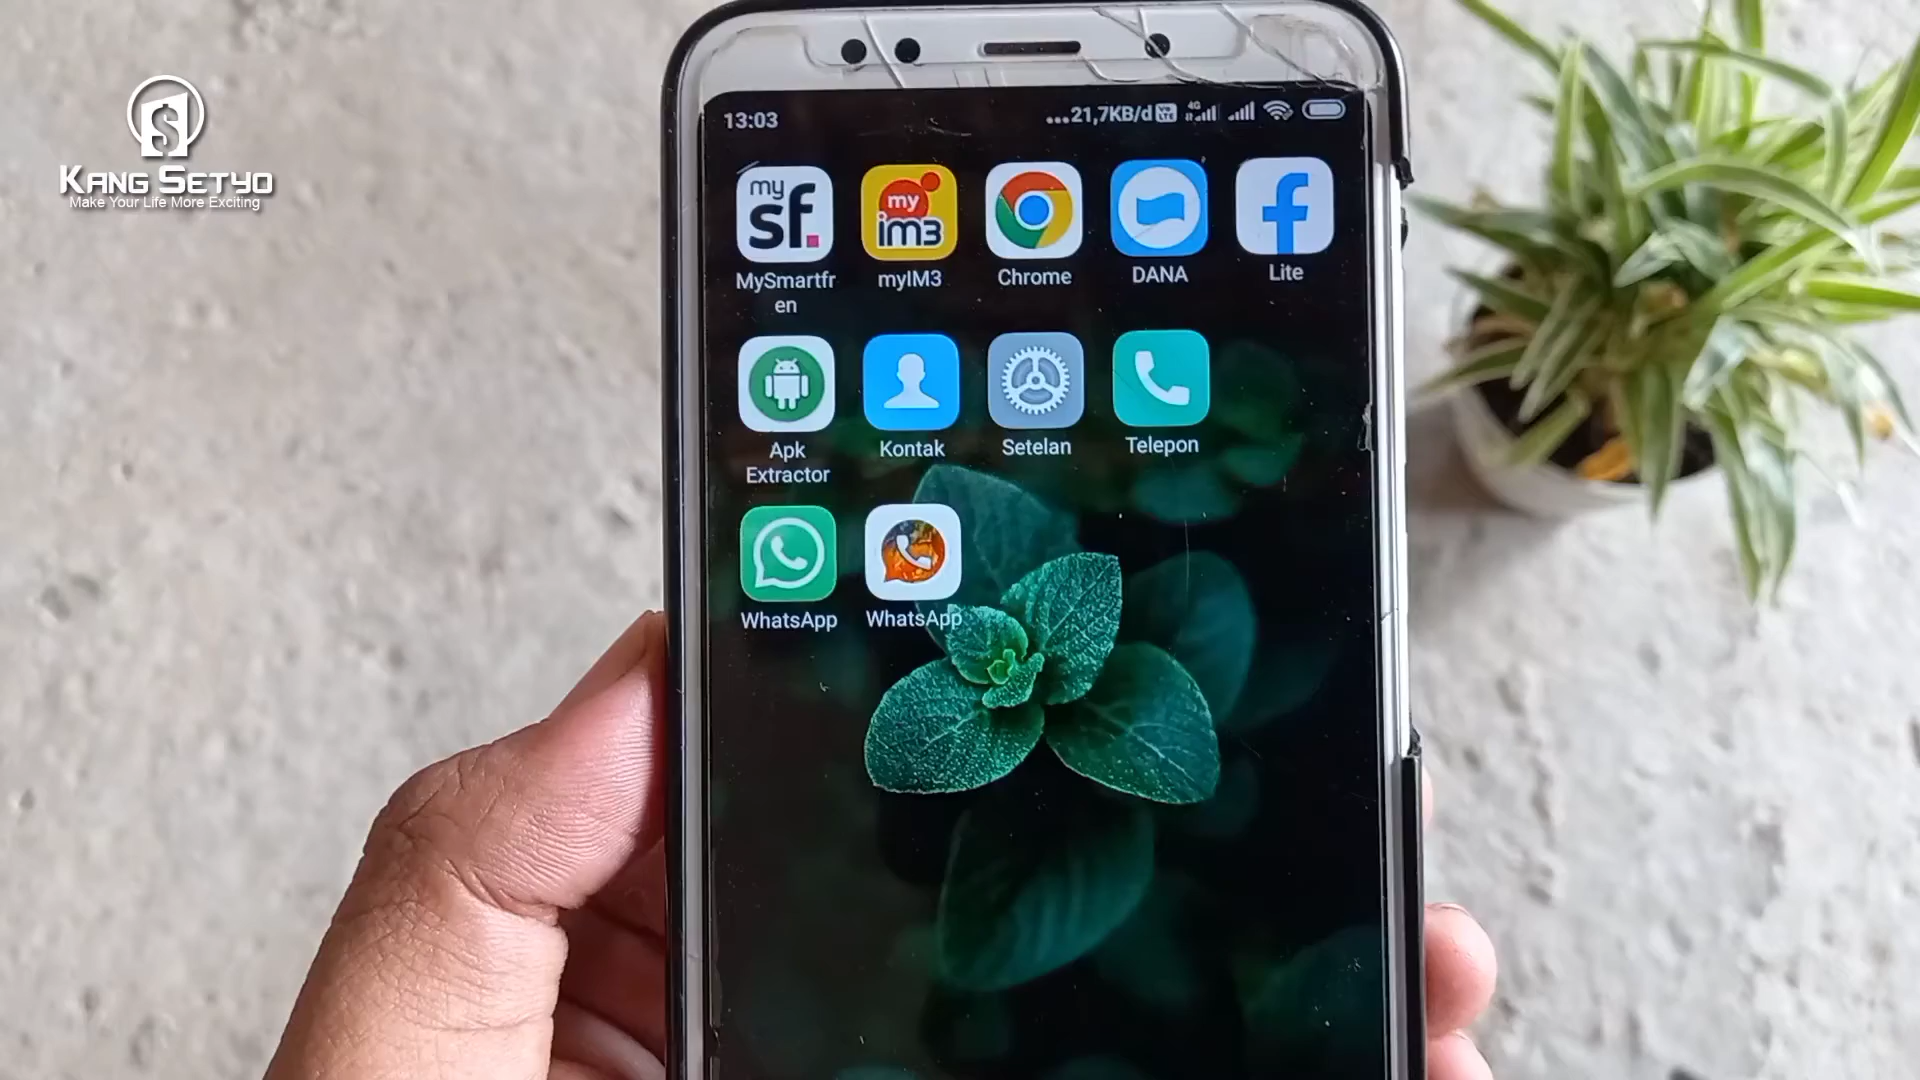 KANG SETYO
Make Your Life More Exciting
13:03
...21,7KB/d
4G
my
sf.
my
im3
MySmartfr
en
myIM3
Chrome
DANA
Lite
Apk
Extractor
Kontak
Setelan
Telepon
WhatsApp
WhatsApp